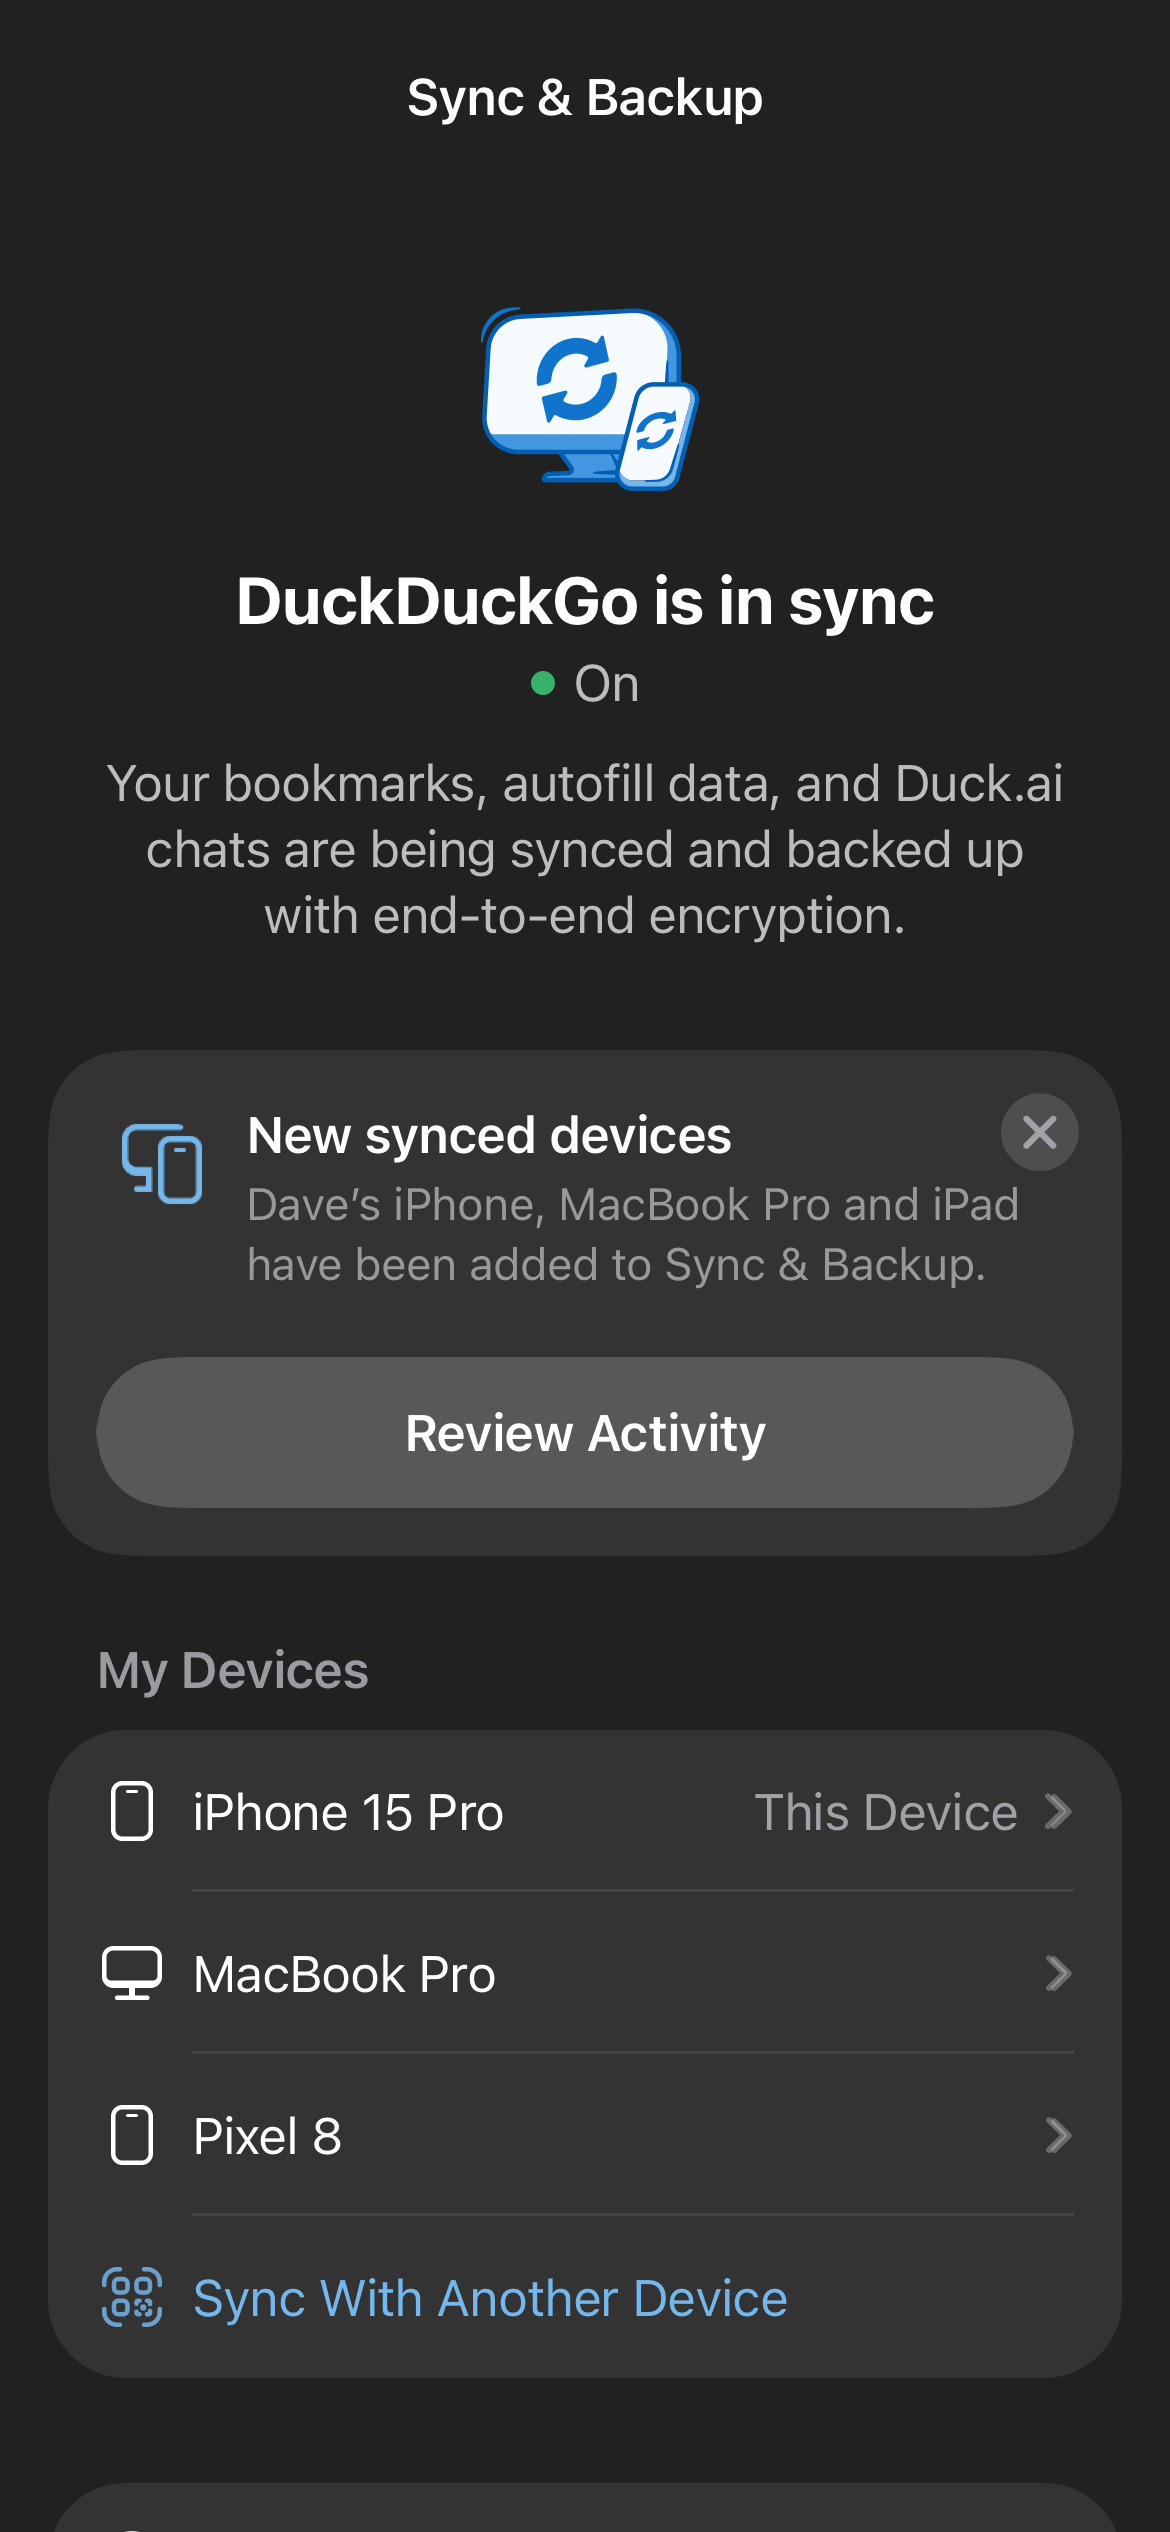 Sync & Backup
DuckDuckGo is in sync
On
Your bookmarks, autofill data, and Duck.ai
chats are being synced and backed up
with end-to-end encryption.
New synced devices
Dave’s iPhone, MacBook Pro and iPad
have been added to Sync & Backup.
Review Activity
My Devices
iPhone 15 Pro This Device
MacBook Pro
Pixel 8
Sync With Another Device